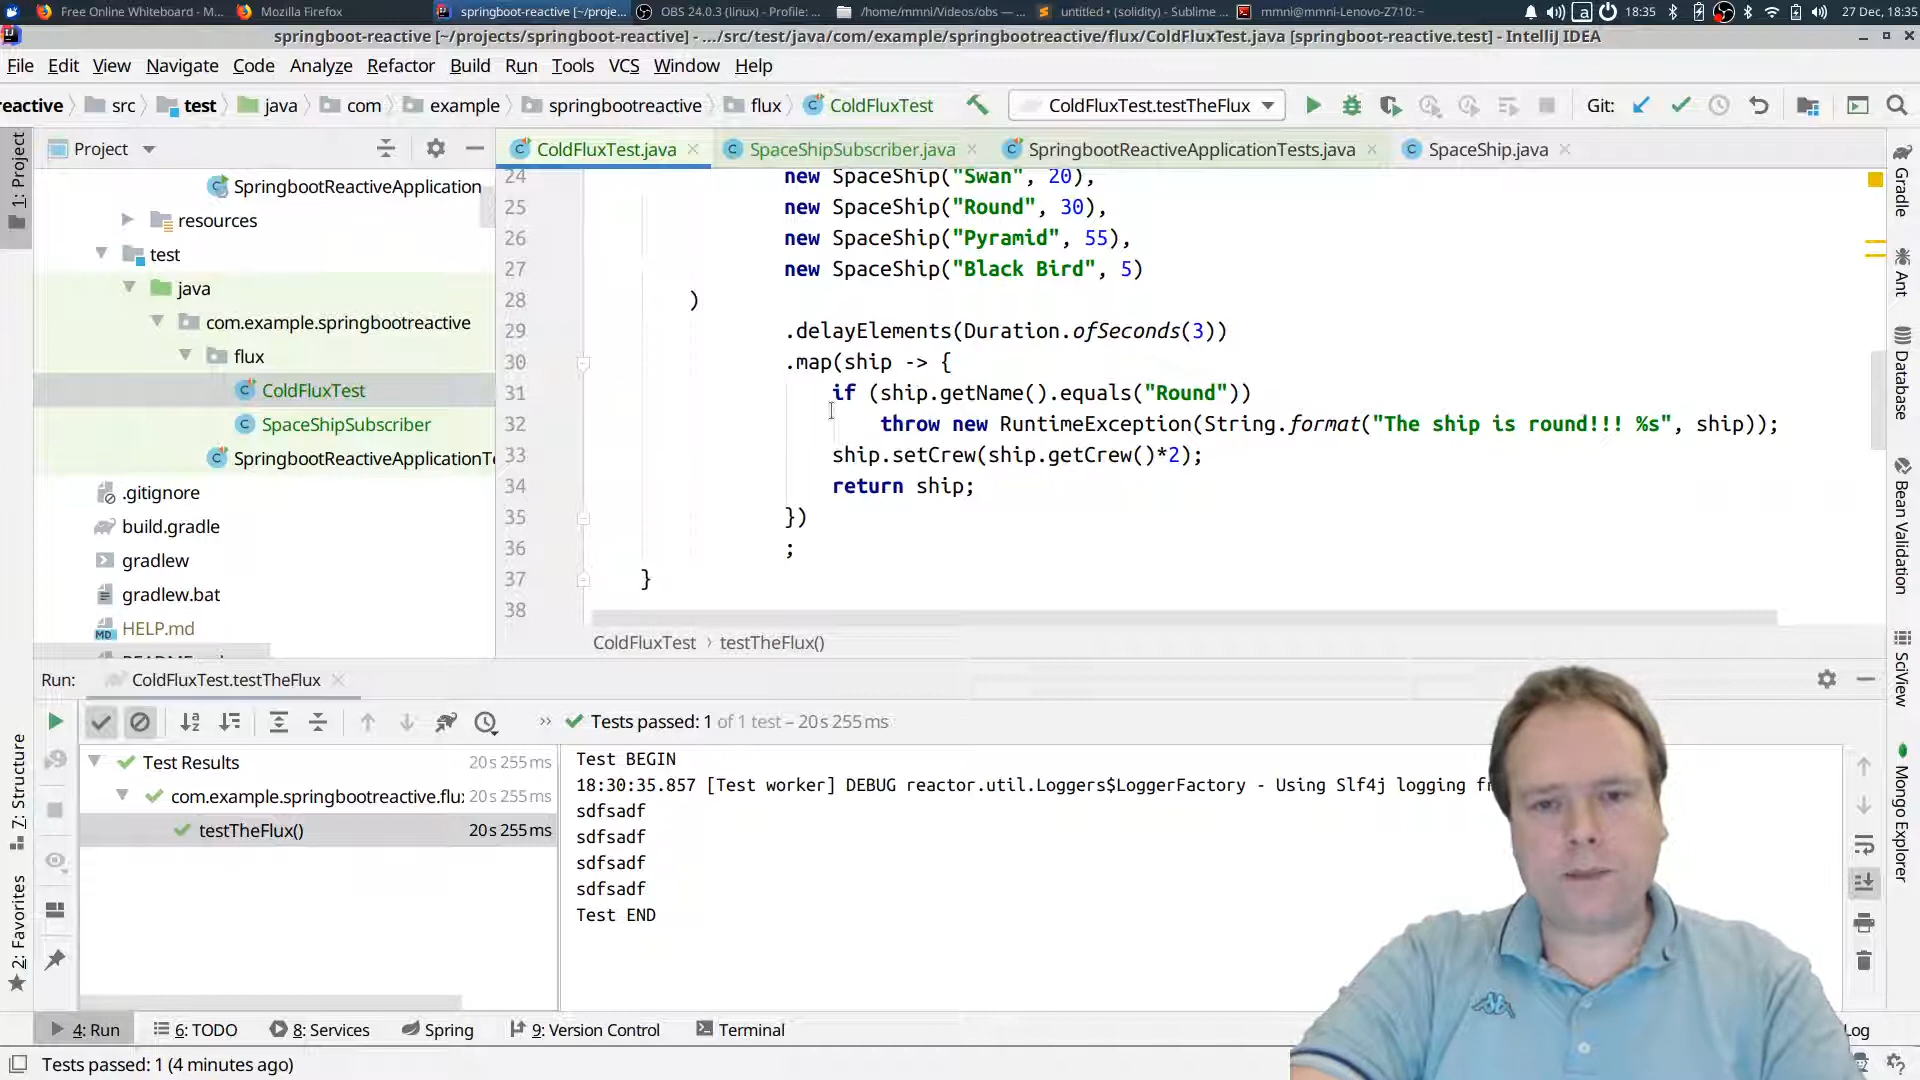 Free Online Whiteboard - M...
Mozilla Firefox
springboot-reactive [~/proje...
OBS 24.0.3 (linux) - Profile: ...
/home/mmni/Videos/obs — ...
untitled • (solidity) - Sublime ...
mmni@mmni-Lenovo-Z710: ~
18:35
27 Dec, 18:35
springboot-reactive [~/projects/springboot-reactive] - .../src/test/java/com/example/springbootreactive/flux/ColdFluxTest.java [springboot-reactive.test] - IntelliJ IDEA
File Edit View Navigate Code Analyze Refactor Build Run Tools VCS Window Help
reactive src test java com example springbootreactive flux ColdFluxTest ColdFluxTest.testTheFlux Git:
1: Project
Project
ColdFluxTest.java SpaceShipSubscriber.java SpringbootReactiveApplicationTests.java SpaceShip.java
SpringbootReactiveApplication
resources
test
java
com.example.springbootreactive
flux
ColdFluxTest
SpaceShipSubscriber
SpringbootReactiveApplicationTe
.gitignore
build.gradle
gradlew
gradlew.bat
HELP.md
24 new SpaceShip("Swan", 20),
25 new SpaceShip("Round", 30),
26 new SpaceShip("Pyramid", 55),
27 new SpaceShip("Black Bird", 5)
28 )
29 .delayElements(Duration.ofSeconds(3))
30 .map(ship -> {
31 if (ship.getName().equals("Round"))
32 throw new RuntimeException(String.format("The ship is round!!! %s", ship));
33 ship.setCrew(ship.getCrew()*2);
34 return ship;
35 })
36 ;
37 }
38
ColdFluxTest › testTheFlux()
Gradle
Ant
Database
Bean Validation
SciView
Mongo Explorer
Run: ColdFluxTest.testTheFlux
» Tests passed: 1 of 1 test – 20 s 255 ms
Test Results 20 s 255 ms
com.example.springbootreactive.flu: 20 s 255 ms
testTheFlux() 20 s 255 ms
Test BEGIN
18:30:35.857 [Test worker] DEBUG reactor.util.Loggers$LoggerFactory - Using Slf4j logging fr
sdfsadf
sdfsadf
sdfsadf
sdfsadf
Test END
7: Structure
2: Favorites
4: Run 6: TODO 8: Services Spring 9: Version Control Terminal
Log
Tests passed: 1 (4 minutes ago)